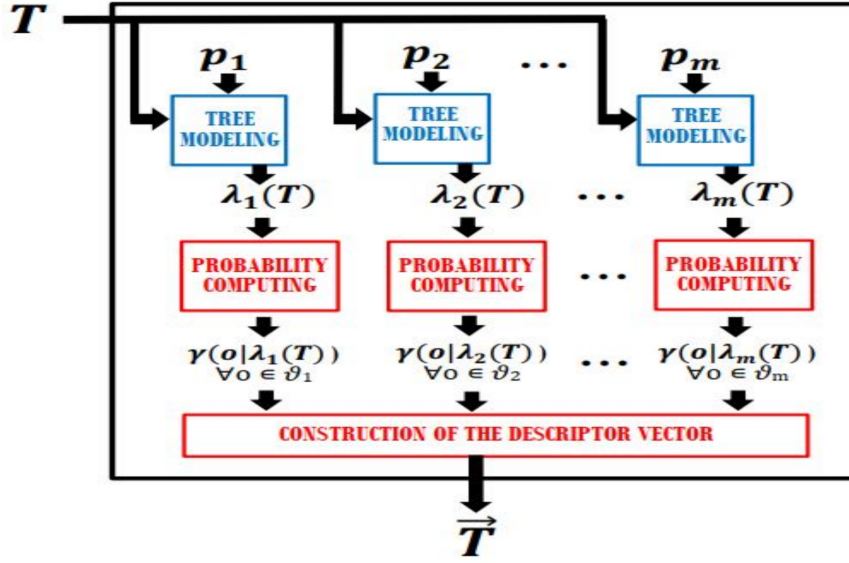 T
p₁ p₂ ... pₘ
TREE MODELING TREE MODELING TREE MODELING
λ₁(T) λ₂(T) ... λₘ(T)
PROBABILITY COMPUTING PROBABILITY COMPUTING ... PROBABILITY COMPUTING
γ(o|λ₁(T)) γ(o|λ₂(T)) ... γ(o|λₘ(T))
∀o ∈ ϑ₁ ∀o ∈ ϑ₂ ∀o ∈ ϑₘ
CONSTRUCTION OF THE DESCRIPTOR VECTOR
T⃗